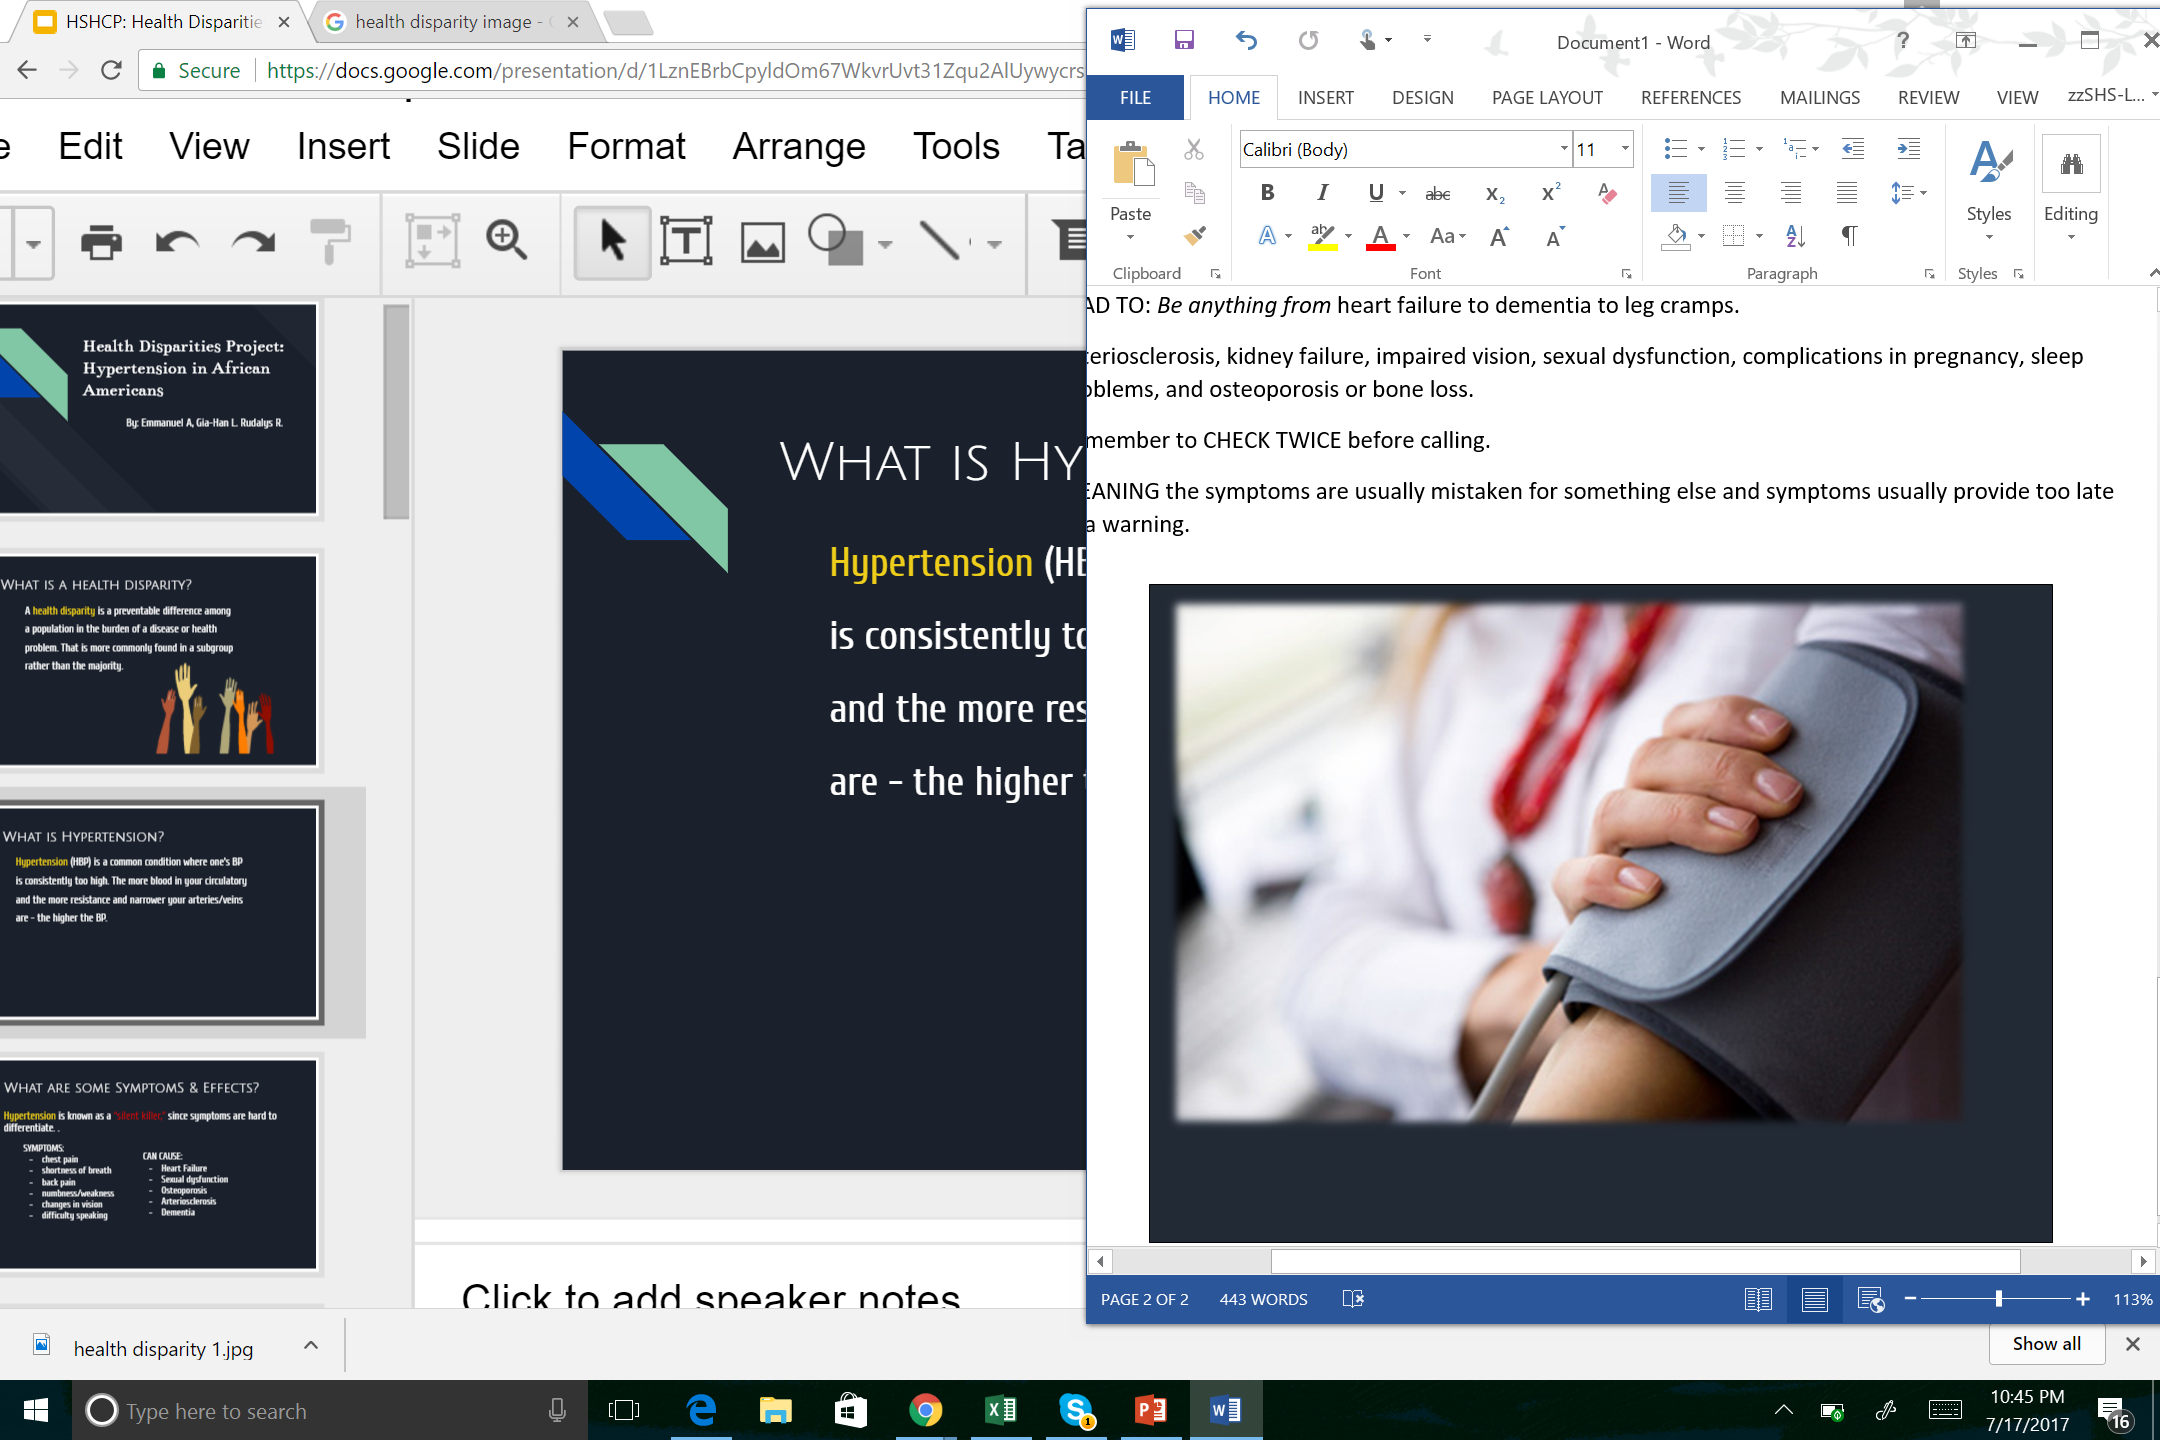 HSHCP: Health Disparitie
health disparity image -
Secure
https://docs.google.com/presentation/d/1LznEBrbCpyldOm67WkvrUvt31Zqu2AlUywycrs
Edit View Insert Slide Format Arrange Tools Ta
Health Disparities Project:
Hypertension in African
Americans
By: Emmanuel A, Gia-Han L. Rudalys R.
WHAT IS A HEALTH DISPARITY?
A health disparity is a preventable difference among
a population in the burden of a disease or health
problem. That is more commonly found in a subgroup
rather than the majority.
WHAT IS HYPERTENSION?
Hypertension (HBP) is a common condition where one's BP
is consistently too high. The more blood in your circulatory
and the more resistance and narrower your arteries/veins
are - the higher the BP.
WHAT ARE SOME SYMPTOMS & EFFECTS?
Hypertension is known as a "silent killer." since symptoms are hard to
differentiate. .
SYMPTOMS:
- chest pain
- shortness of breath
- back pain
- numbness/weakness
- changes in vision
- difficulty speaking
CAN CAUSE:
- Heart Failure
- Sexual dysfunction
- Osteoporosis
- Arteriosclerosis
- Dementia
WHAT IS HY
Hypertension (HB
is consistently to
and the more res
are - the higher
Click to add speaker notes
Document1 - Word
FILE HOME INSERT DESIGN PAGE LAYOUT REFERENCES MAILINGS REVIEW VIEW zzSHS-L...
Paste
Calibri (Body) 11
Styles
Editing
Clipboard Font Paragraph Styles
AD TO: Be anything from heart failure to dementia to leg cramps.
teriosclerosis, kidney failure, impaired vision, sexual dysfunction, complications in pregnancy, sleep
oblems, and osteoporosis or bone loss.
member to CHECK TWICE before calling.
EANING the symptoms are usually mistaken for something else and symptoms usually provide too late
a warning.
PAGE 2 OF 2 443 WORDS 113%
health disparity 1.jpg
Show all
Type here to search
10:45 PM
7/17/2017
16